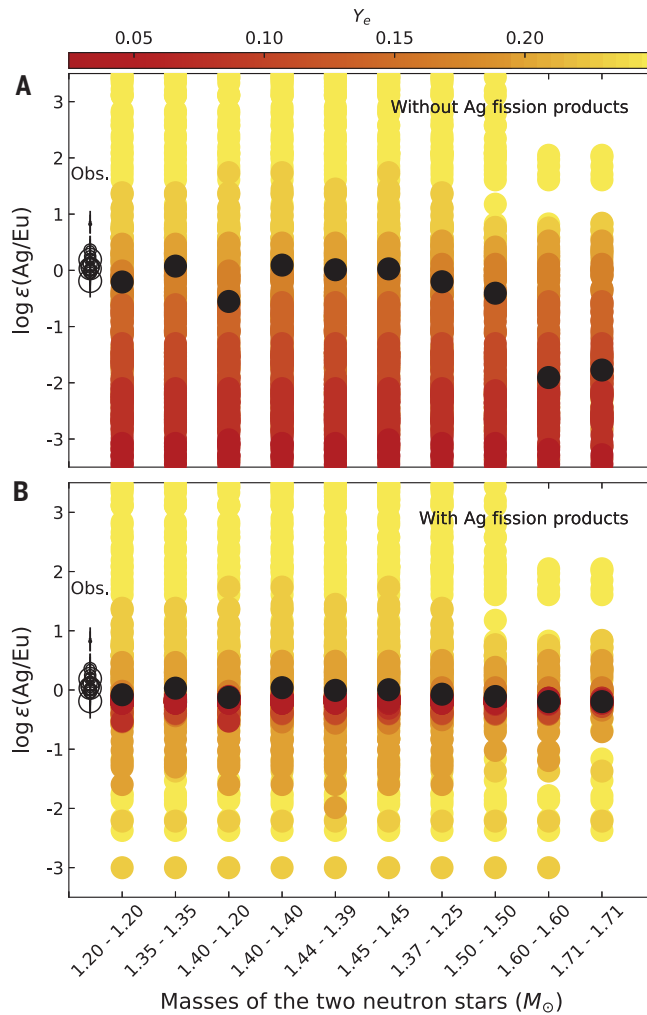 Y_e
0.05 0.10 0.15 0.20
A
3
2
1
0
-1
-2
-3
log ε(Ag/Eu)
Without Ag fission products
Obs.
B
3
2
1
0
-1
-2
-3
log ε(Ag/Eu)
With Ag fission products
Obs.
1.20 - 1.20
1.35 - 1.35
1.40 - 1.20
1.40 - 1.40
1.44 - 1.39
1.45 - 1.45
1.37 - 1.25
1.50 - 1.50
1.60 - 1.60
1.71 - 1.71
Masses of the two neutron stars (M_⊙)